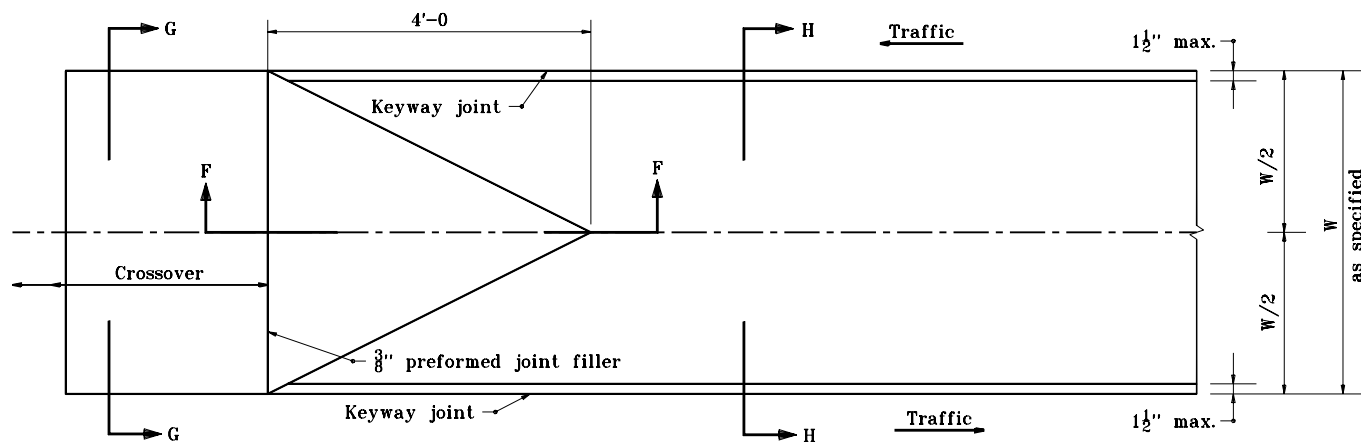 4'-0
G
H
Traffic
1½" max.
Keyway joint
F
F
W/2
W
as specified
Crossover
W/2
⅜" preformed joint filler
Keyway joint
Traffic
1½" max.
G
H